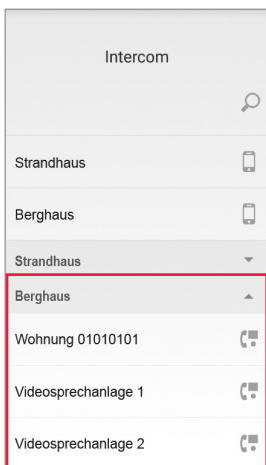 Intercom
Strandhaus
Berghaus
Strandhaus
Berghaus
Wohnung 01010101
Videosprechanlage 1
Videosprechanlage 2